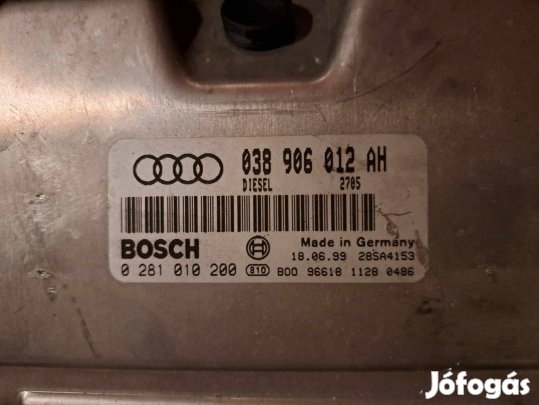 038 906 012 AH
DIESEL 2705
BOSCH
Made in Germany
18.06.99 28SA4153
0 281 010 200 810 B00 96618 1128 0486
Jófogás